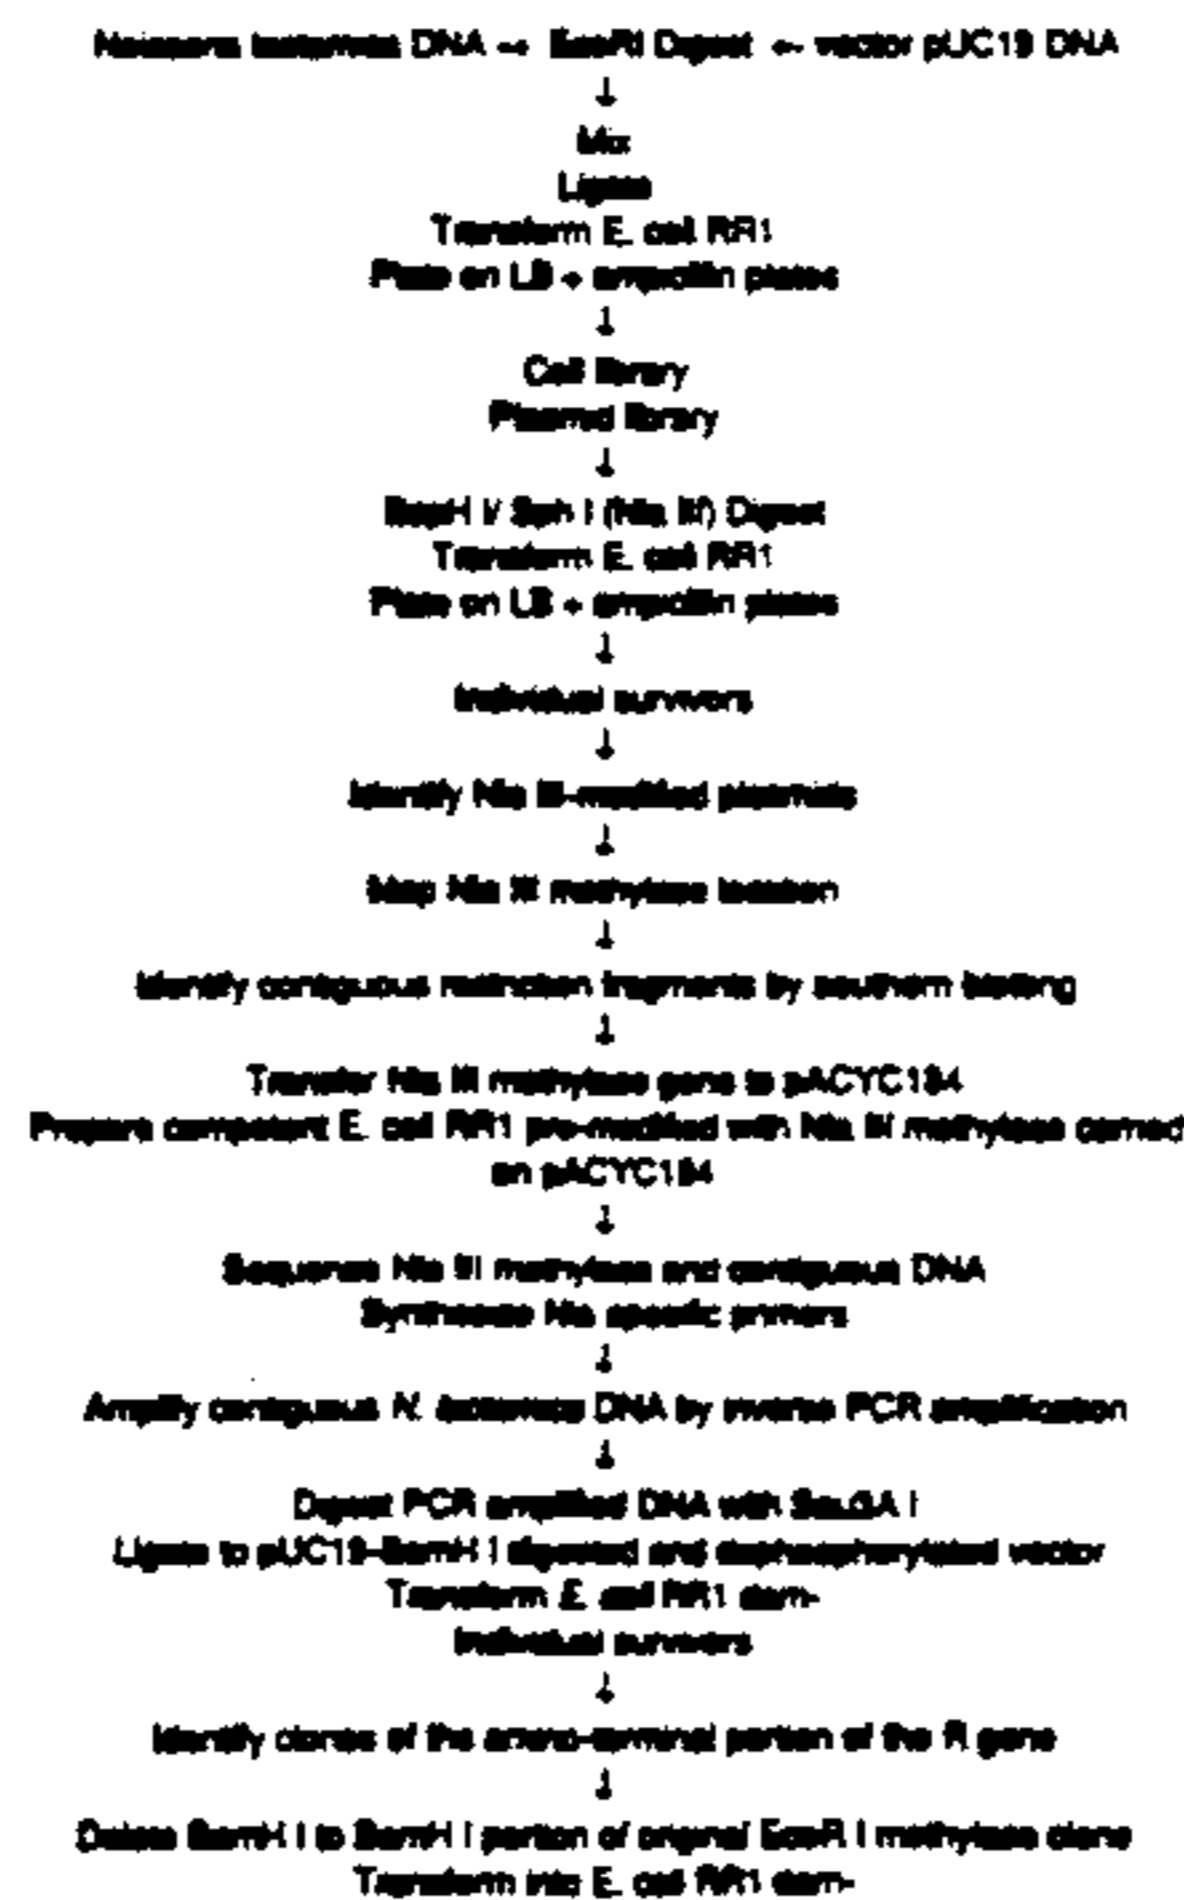 Neisseria lactamica DNA → EcoRI Digest ← vector pUC19 DNA
↓
Mix
Ligate
Transform E. coli RR1
Plate on LB + ampicillin plates
↓
Cell library
Plasmid library
↓
BspH I/ Sph I (Nla III) Digest
Transform E. coli RR1
Plate on LB + ampicillin plates
↓
Individual survivors
↓
Identify Nla III-modified plasmids
↓
Map Nla III methylase location
↓
Identify contiguous restriction fragments by southern blotting
↓
Transfer Nla III methylase gene to pACYC184
Prepare competent E. coli RR1 pre-modified with Nla III methylase carried
on pACYC184
↓
Sequence Nla III methylase and contiguous DNA
Synthesize Nla specific primers
↓
Amplify contiguous N. lactamica DNA by inverse PCR amplification
↓
Digest PCR amplified DNA with Sau3A I
Ligate to pUC19-BamH I digested and dephosphorylated vector
Transform E. coli RR1 dam-
Individual survivors
↓
Identify clones of the amino-terminal portion of the R gene
↓
Delete BamH I to BamH I portion of original EcoR I methylase clone
Transform into E. coli RR1 dam-